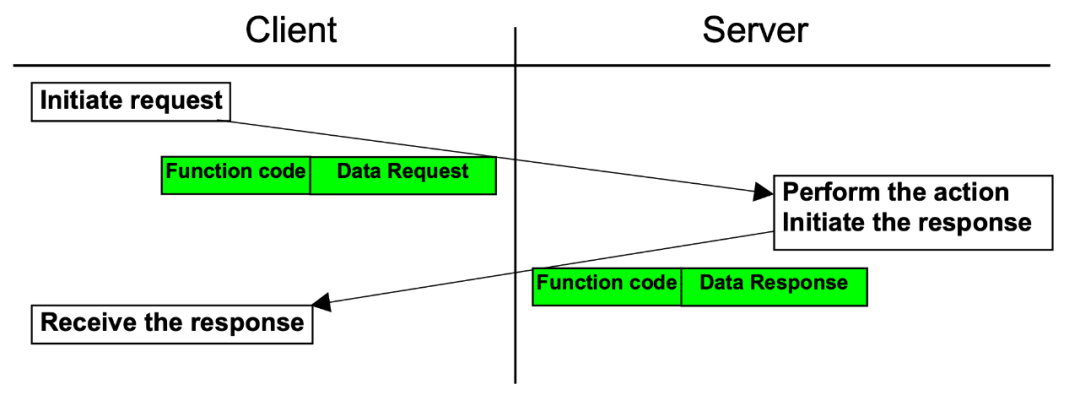 Client
Server
Initiate request
Function code
Data Request
Perform the action
Initiate the response
Function code
Data Response
Receive the response